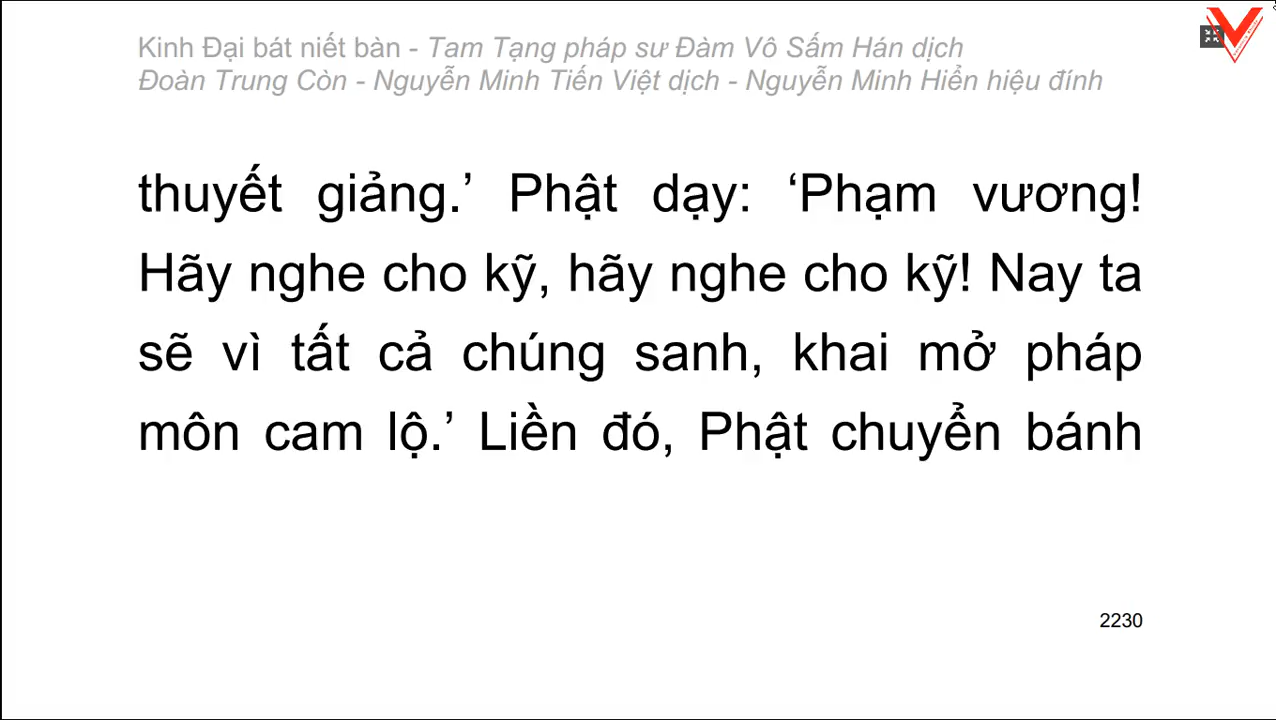 Kinh Đại bát niết bàn - Tam Tạng pháp sư Đàm Vô Sấm Hán dịch
Đoàn Trung Còn - Nguyễn Minh Tiến Việt dịch - Nguyễn Minh Hiển hiệu đính
thuyết giảng.’ Phật dạy: ‘Phạm vương!
Hãy nghe cho kỹ, hãy nghe cho kỹ! Nay ta
sẽ vì tất cả chúng sanh, khai mở pháp
môn cam lộ.’ Liền đó, Phật chuyển bánh
2230